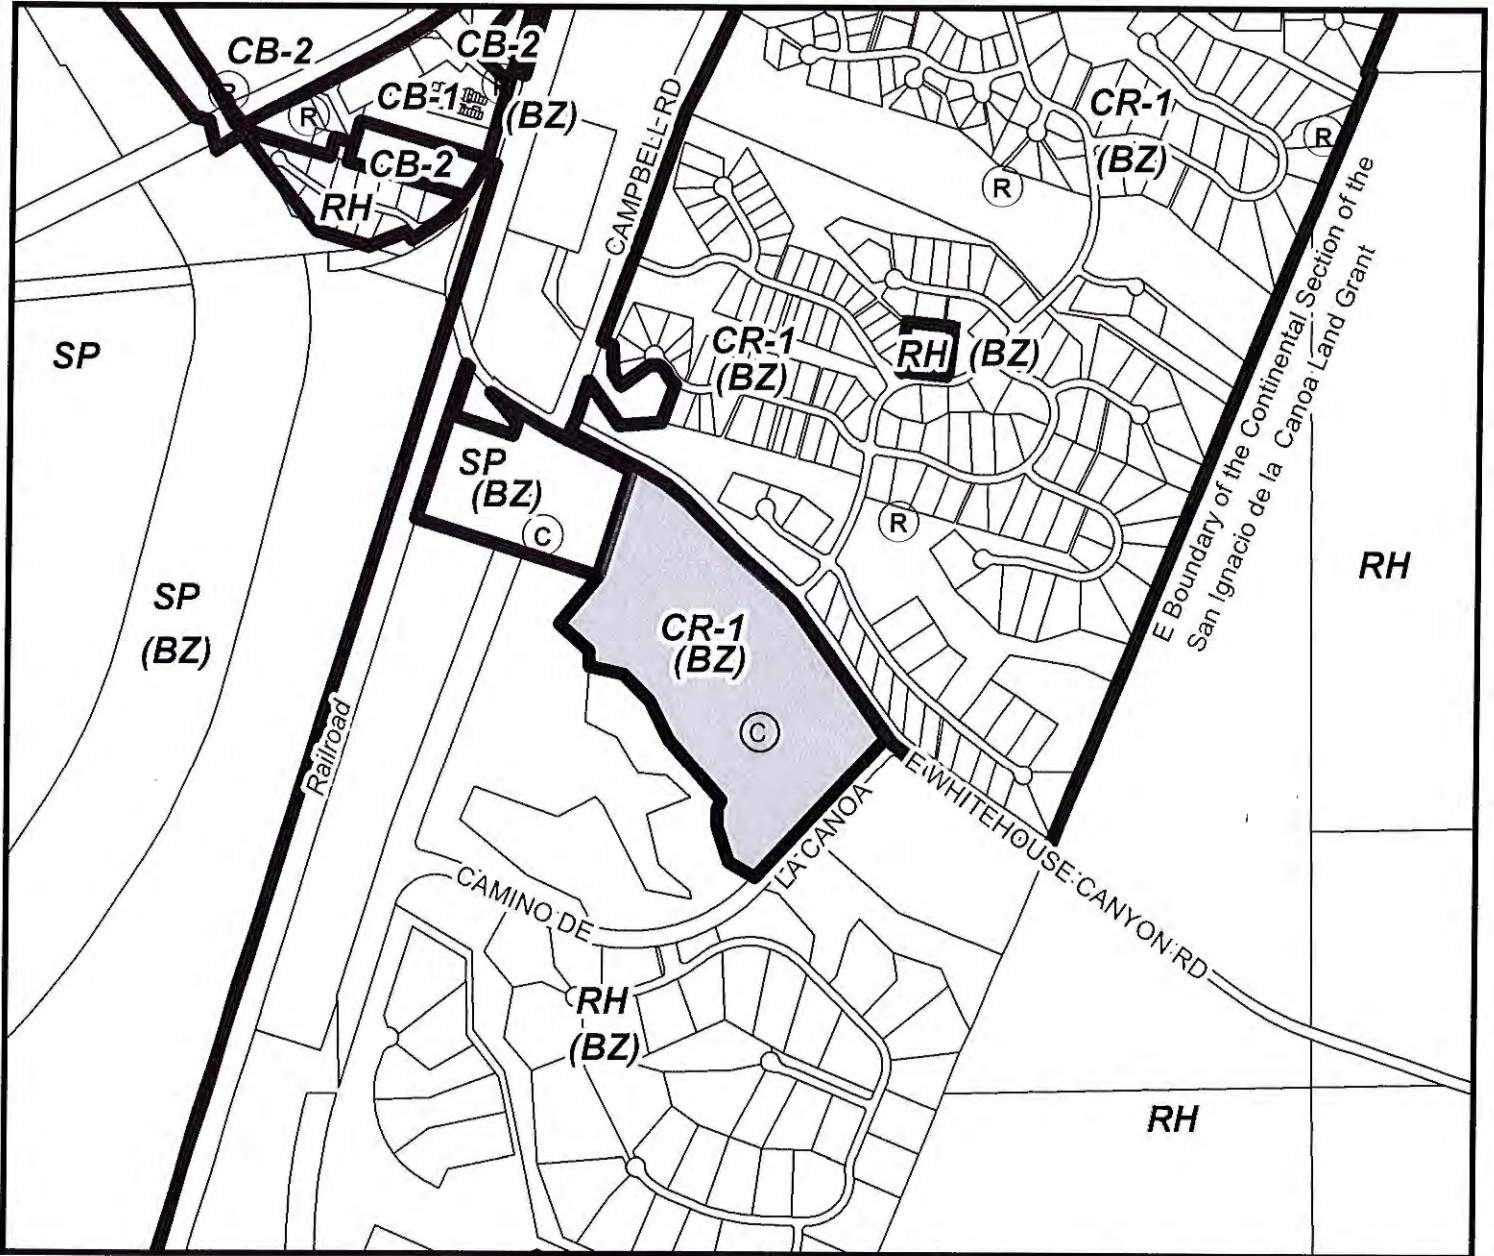 CB-2
CB-2
CB-1
(BZ)
R
CB-2
RH
CAMPBELL RD
CR-1
(BZ)
R
R
E Boundary of the Continental Section of the
San Ignacio de la Canoa Land Grant
SP
CR-1
(BZ)
RH
(BZ)
SP
(BZ)
C
R
RH
SP
(BZ)
CR-1
(BZ)
C
Railroad
E WHITEHOUSE CANYON RD
CAMINO DE
LA CANOA
RH
(BZ)
RH